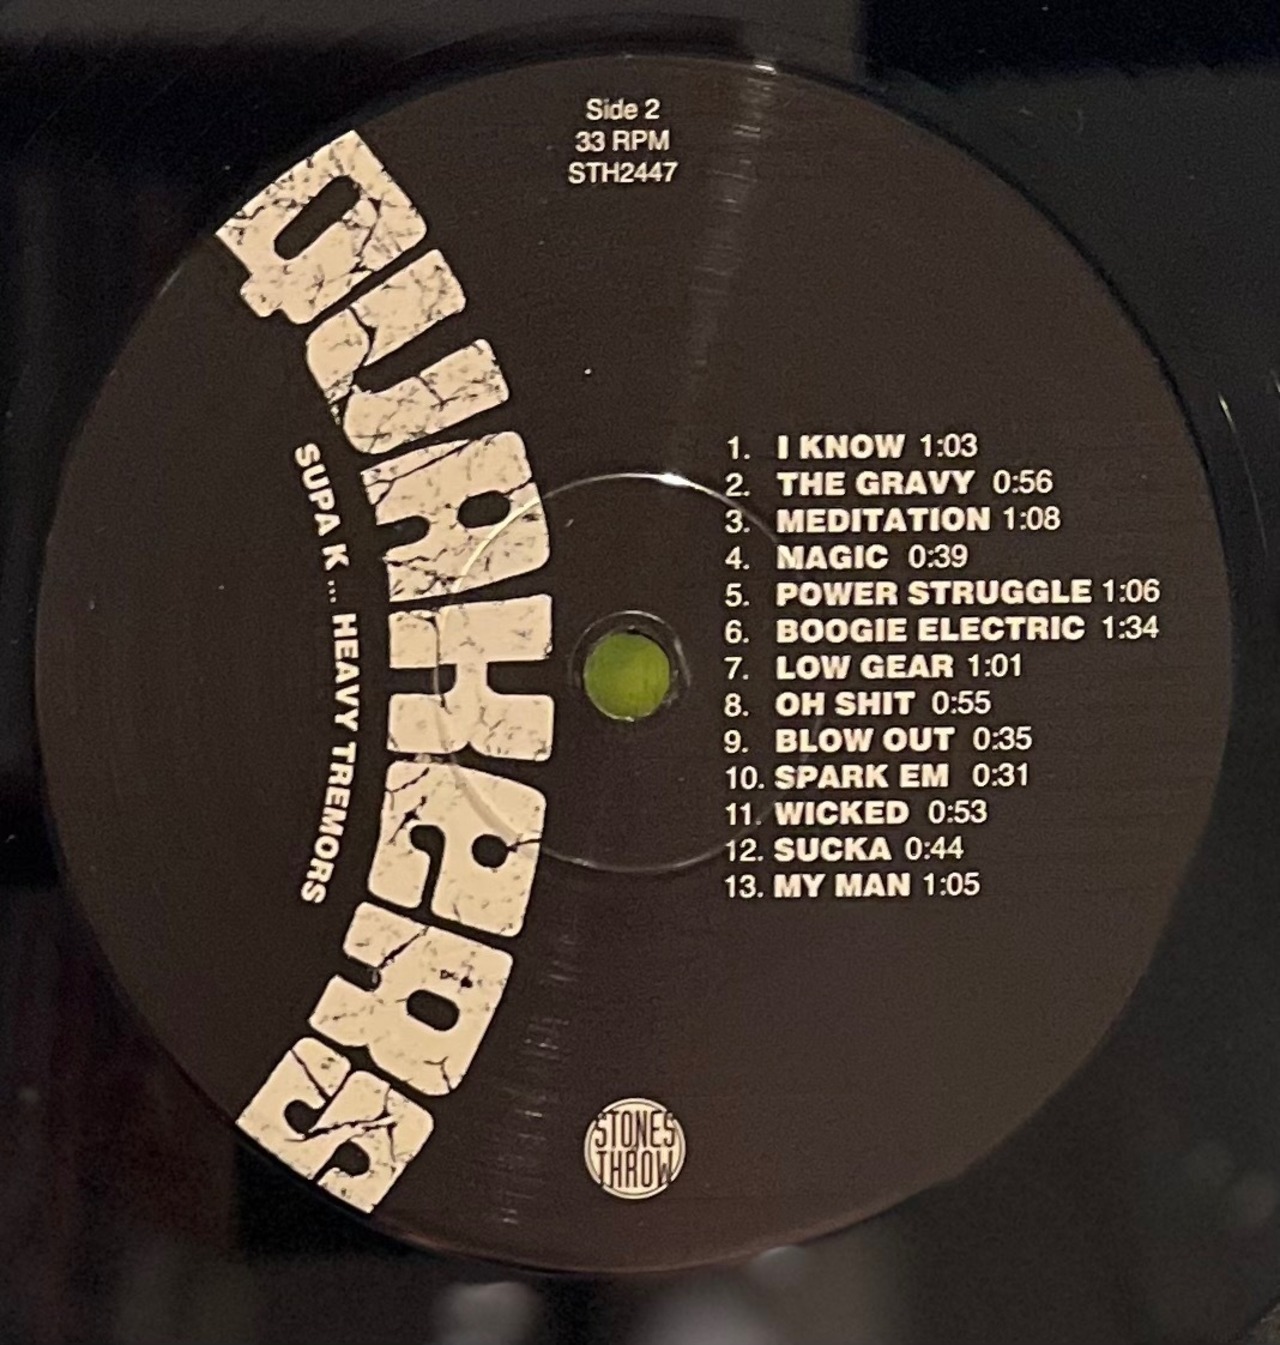 Side 2
33 RPM
STH2447
QUAKERS
SUPA K ... HEAVY TREMORS
1. I KNOW 1:03
2. THE GRAVY 0:56
3. MEDITATION 1:08
4. MAGIC 0:39
5. POWER STRUGGLE 1:06
6. BOOGIE ELECTRIC 1:34
7. LOW GEAR 1:01
8. OH SHIT 0:55
9. BLOW OUT 0:35
10. SPARK EM 0:31
11. WICKED 0:53
12. SUCKA 0:44
13. MY MAN 1:05
STONES
THROW